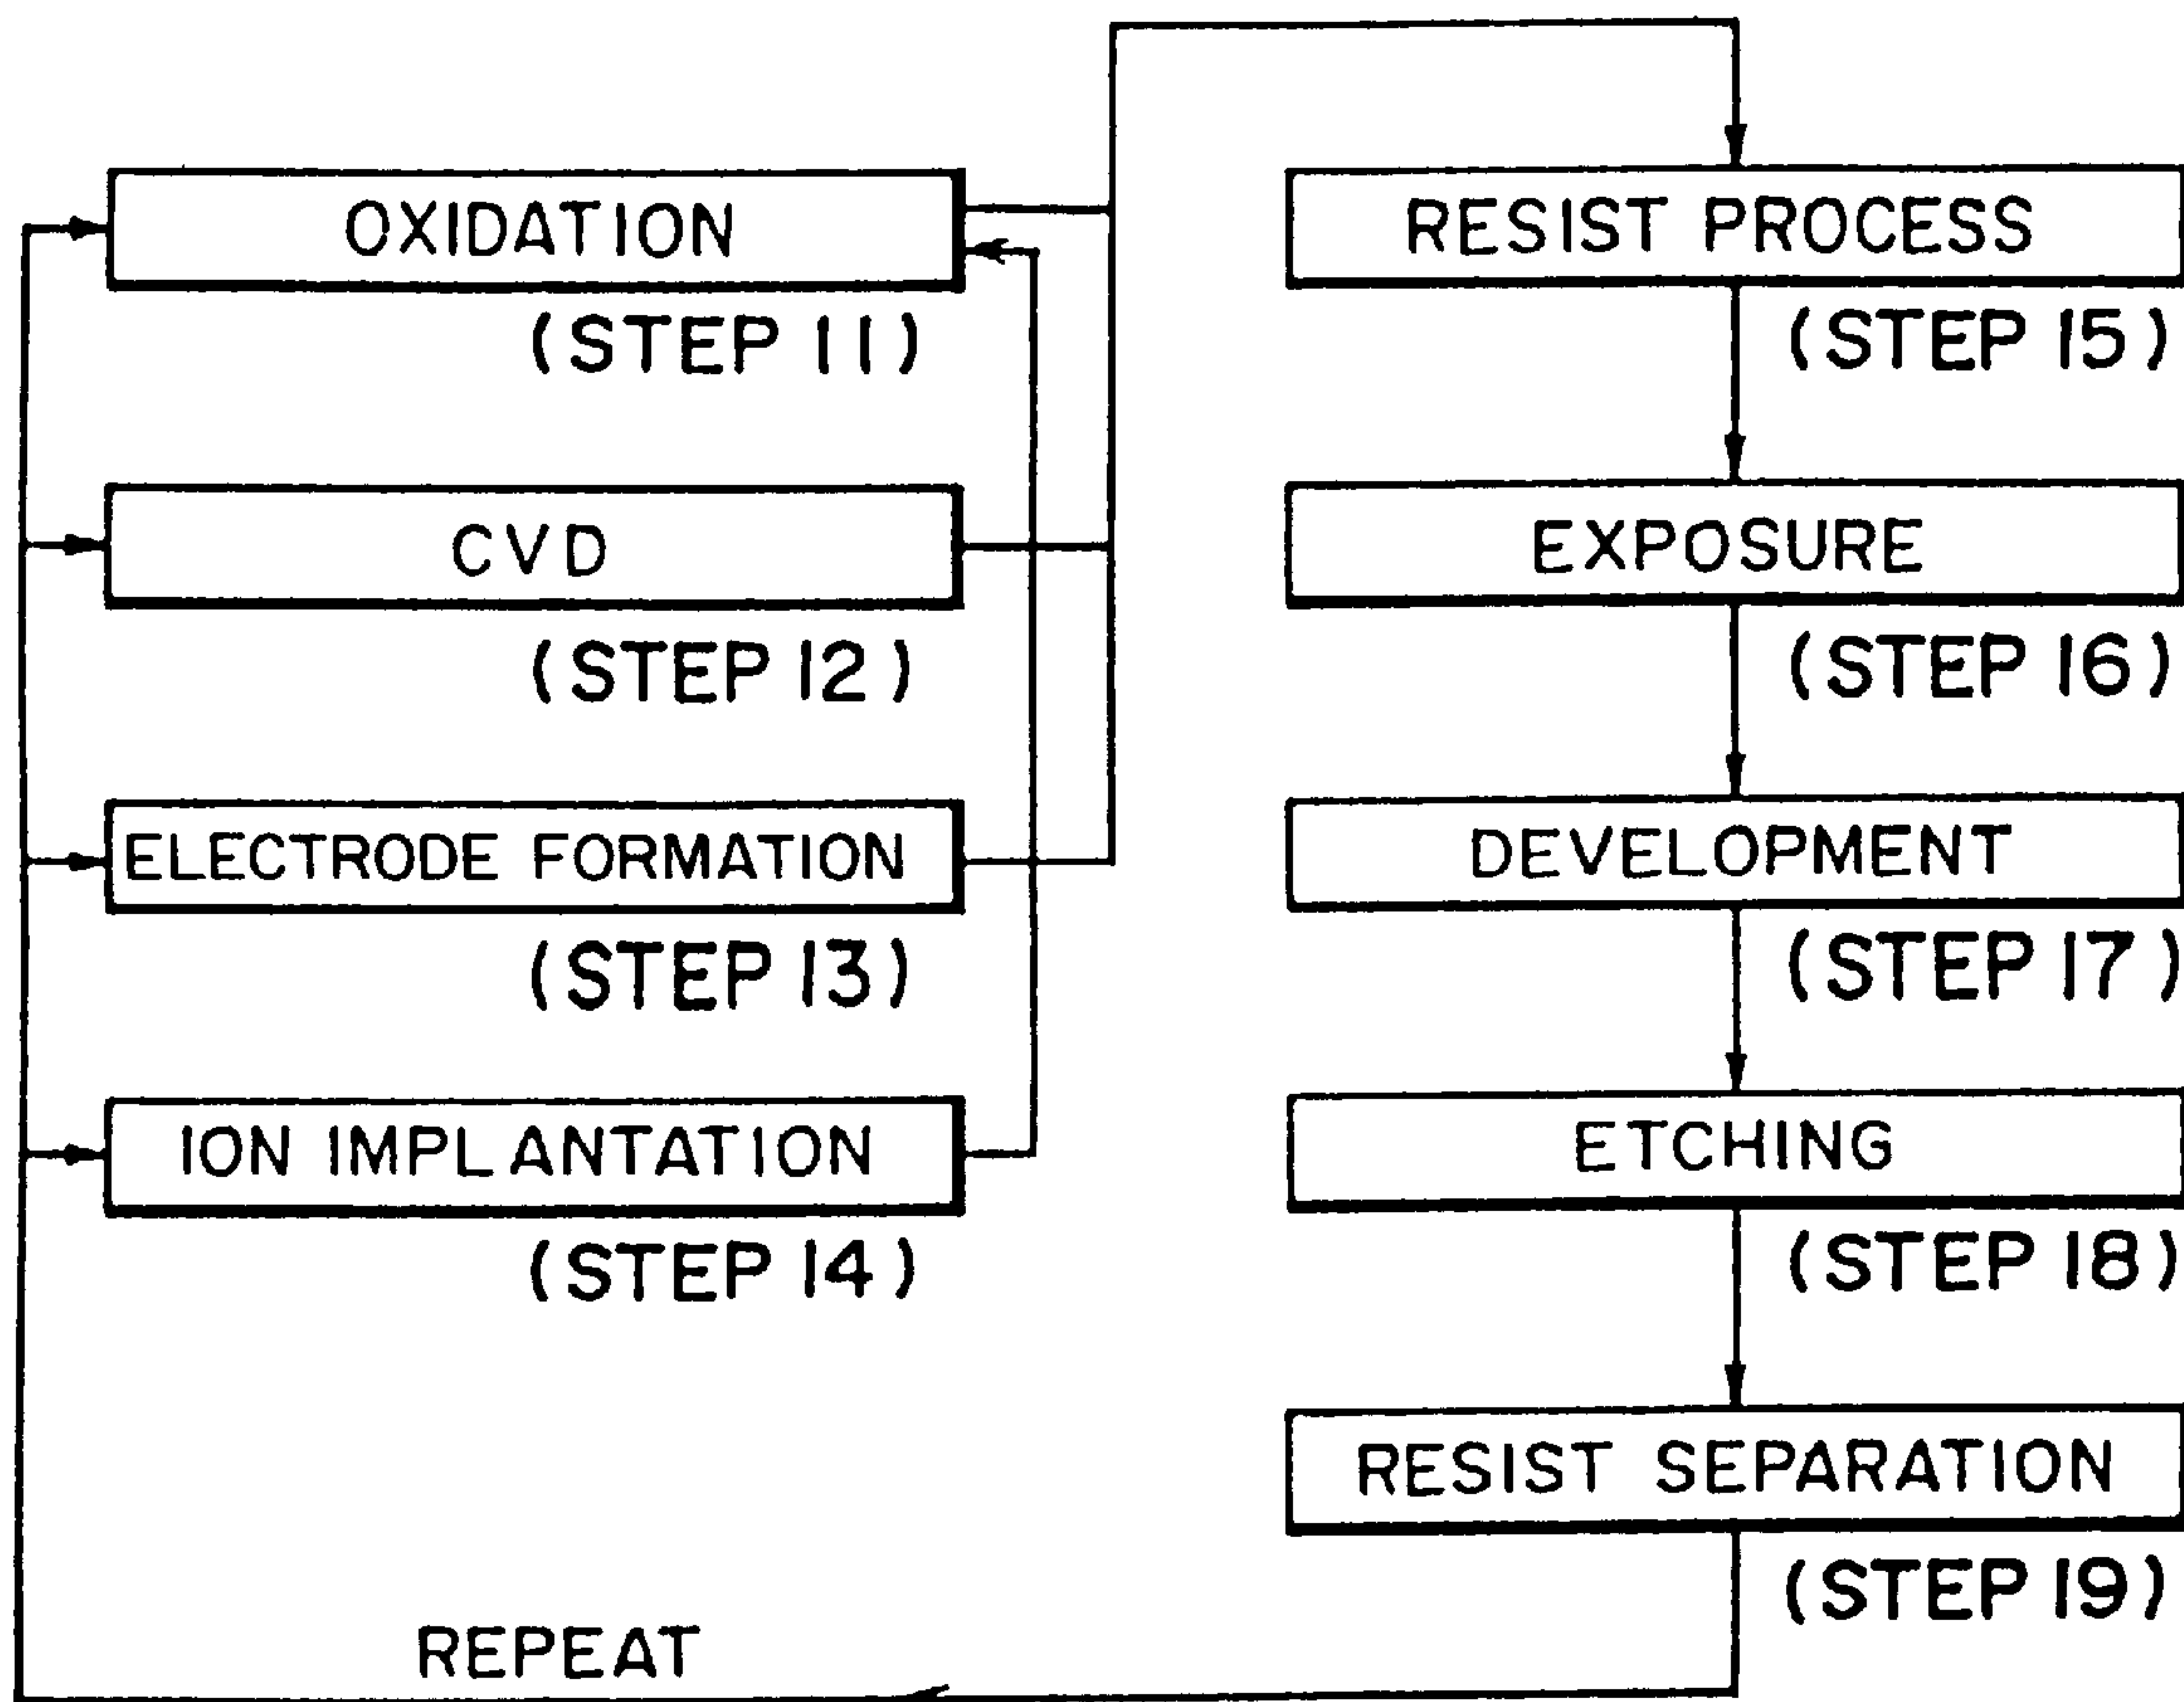 OXIDATION
(STEP 11)
CVD
(STEP 12)
ELECTRODE FORMATION
(STEP 13)
ION IMPLANTATION
(STEP 14)
RESIST PROCESS
(STEP 15)
EXPOSURE
(STEP 16)
DEVELOPMENT
(STEP 17)
ETCHING
(STEP 18)
RESIST SEPARATION
(STEP 19)
REPEAT